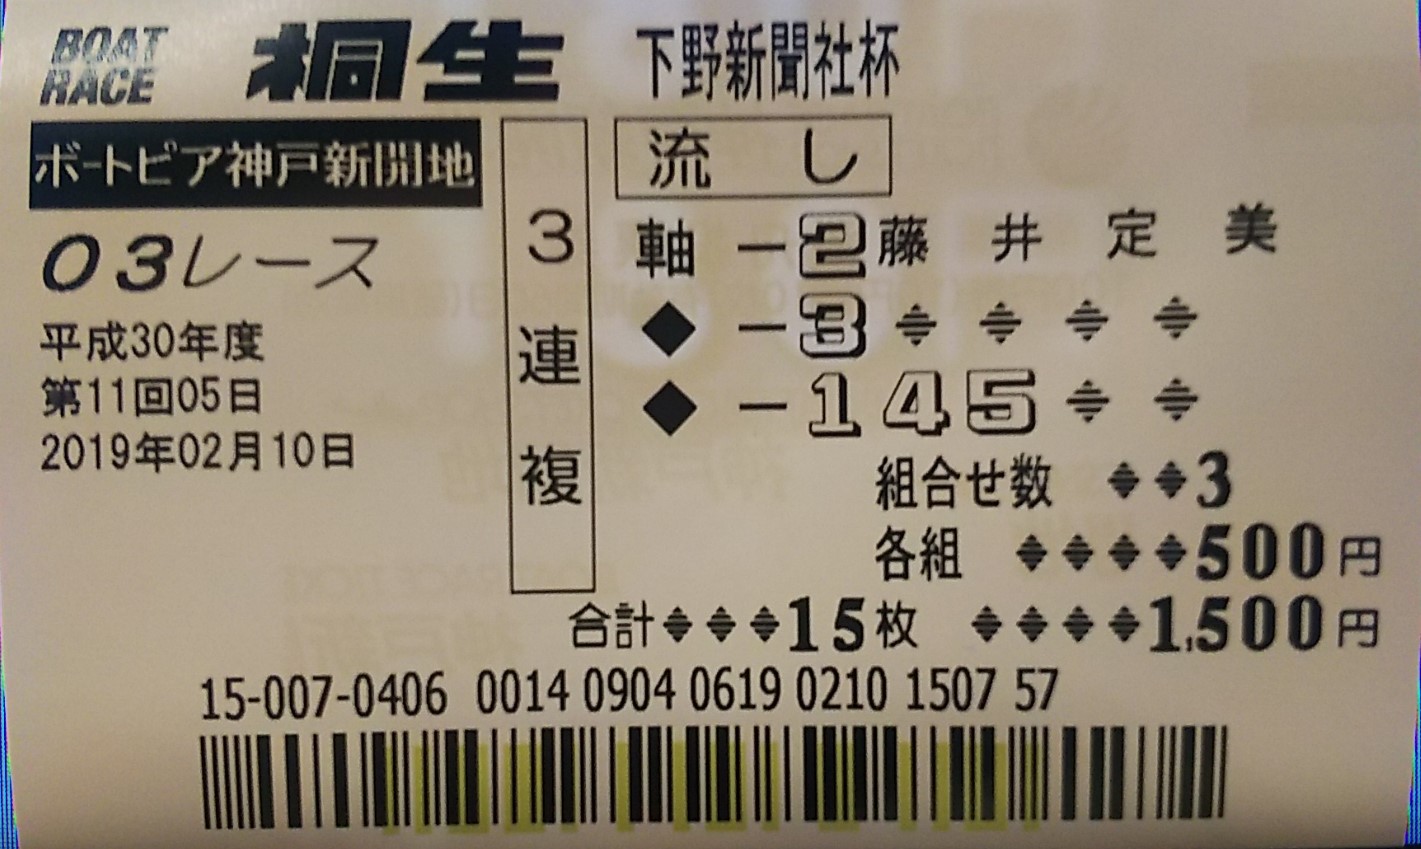 BOAT RACE 桐生 下野新聞社杯
ボートピア神戸新開地
03レース
平成30年度
第11回05日
2019年02月10日
3連複
流し
軸 －2藤井定美
◆ －3
◆ －1 4 5
組合せ数 3
各組 500円
合計 15枚 1,500円
15-007-0406 0014 0904 0619 0210 1507 57